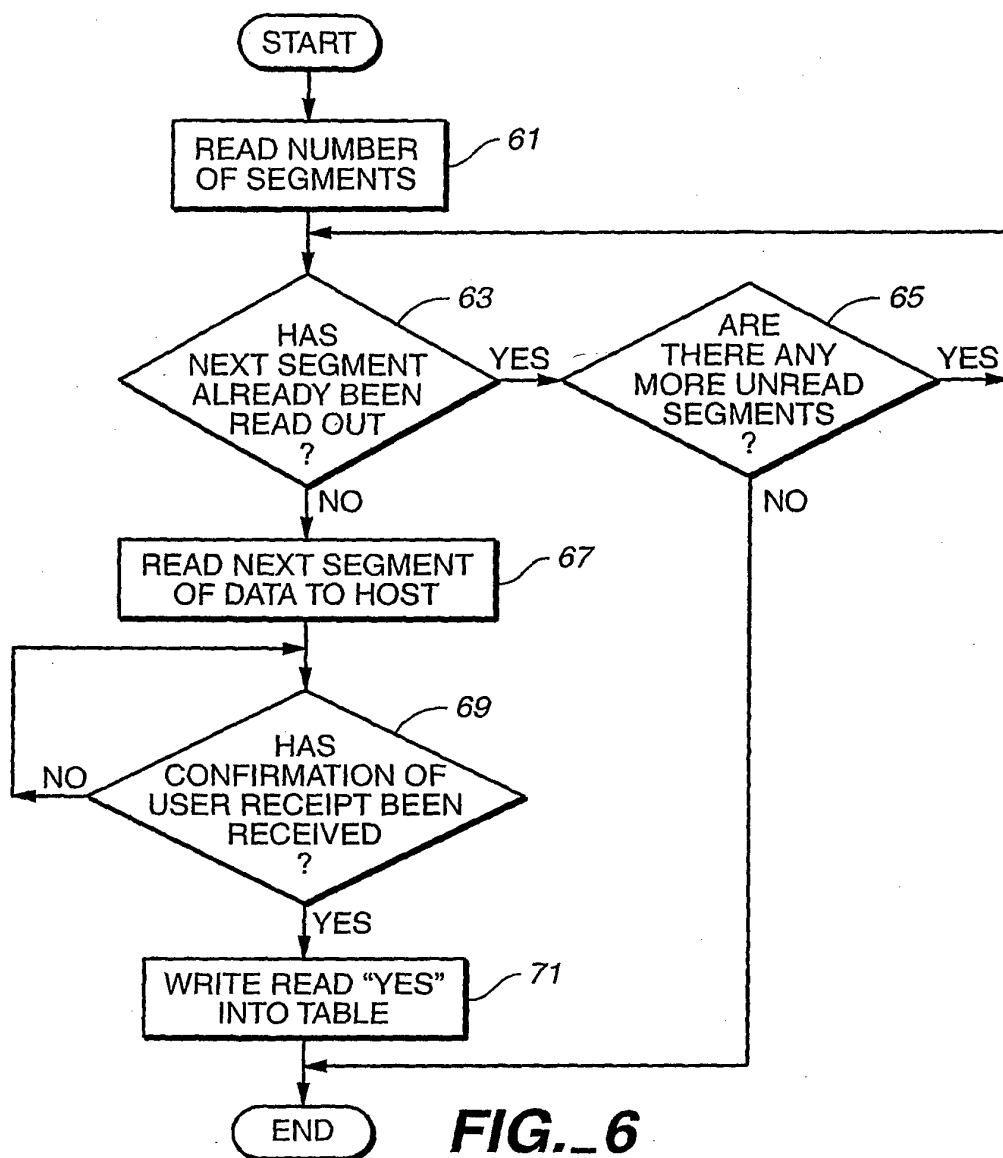 START
READ NUMBER
OF SEGMENTS
61
HAS
NEXT SEGMENT
ALREADY BEEN
READ OUT
?
63
YES
NO
ARE
THERE ANY
MORE UNREAD
SEGMENTS
?
65
YES
NO
READ NEXT SEGMENT
OF DATA TO HOST
67
HAS
CONFIRMATION OF
USER RECEIPT BEEN
RECEIVED
?
69
NO
YES
WRITE READ “YES”
INTO TABLE
71
END
FIG._6